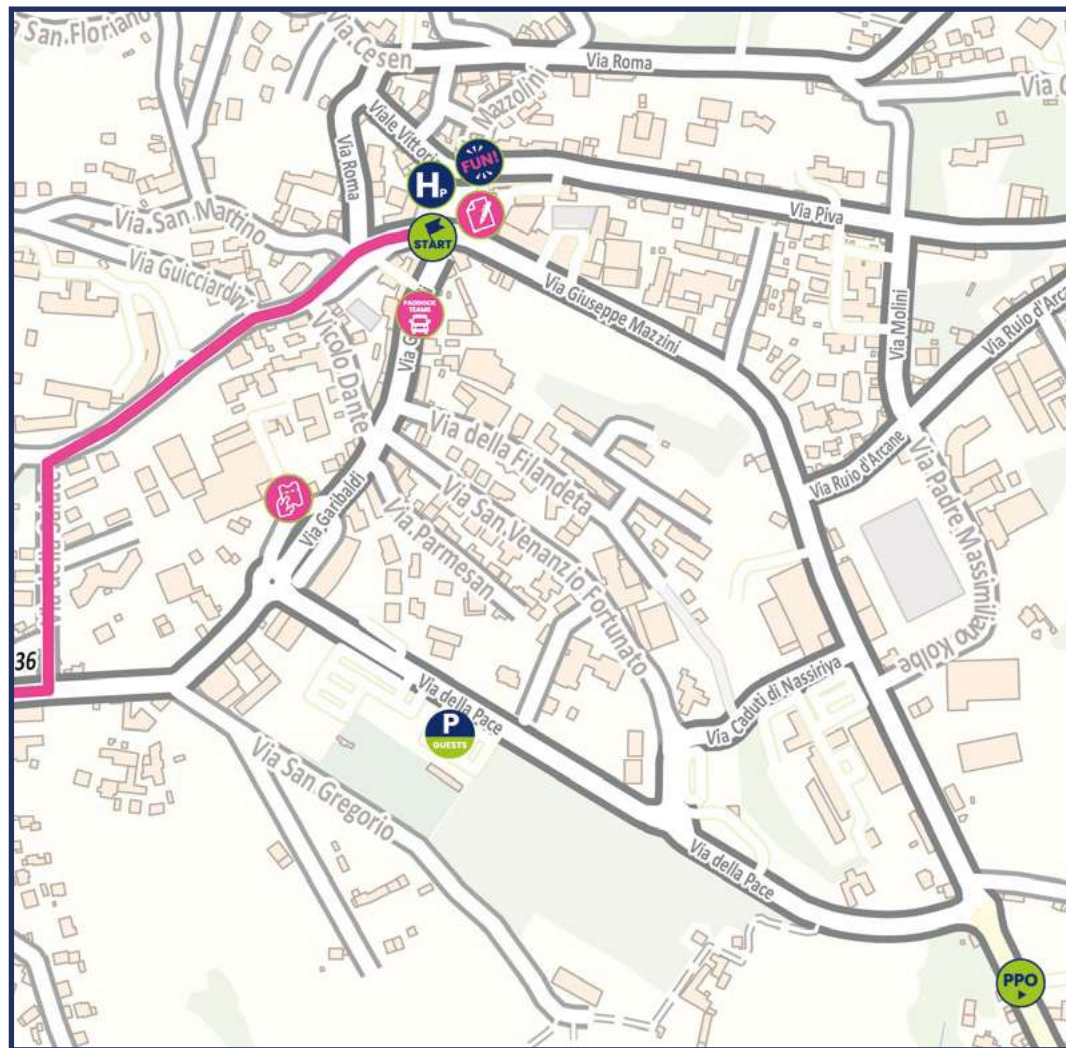 Via San Floriano
Via Cesen
Via Roma
Mazzolini
Viale Vittori
FUN!
Via Roma
HP
Via San Martino
Via Piva
START
Via Guicciardini
PADDOCK
TEAMS
Via G
Via Giuseppe Mazzini
Via Molini
Via Ruio d'Arca
Vicolo Dante
Via della Filandeta
Via Ruio d'Arcane
Via Garibaldi
Via San Venanzio Fortunato
Via Parmesan
Via Padre Massimiliano Kolbe
36
Via della Pace
P
GUESTS
Via Caduti di Nassiriya
Via San Gregorio
Via della Pace
PPO